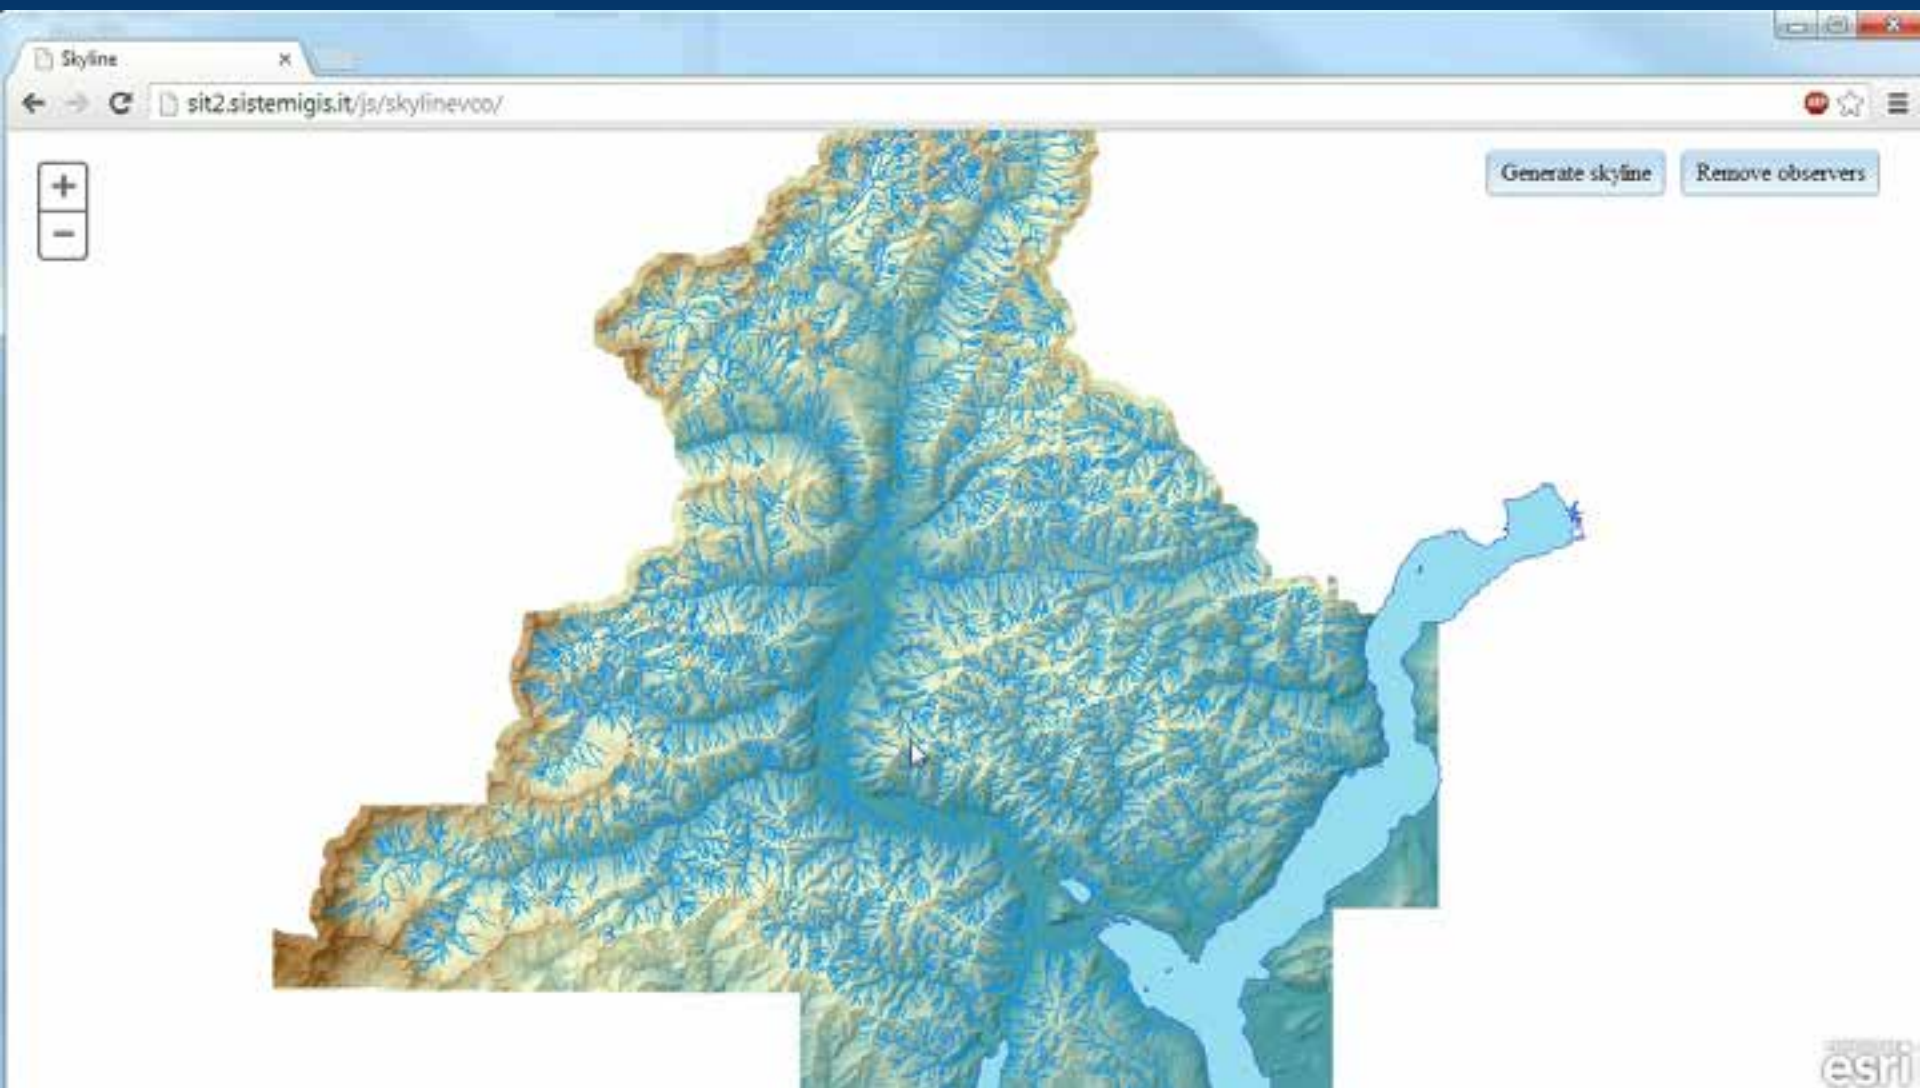 Skyline
sit2.sistemigis.it/js/skylinevco/
Generate skyline
Remove observers
esri